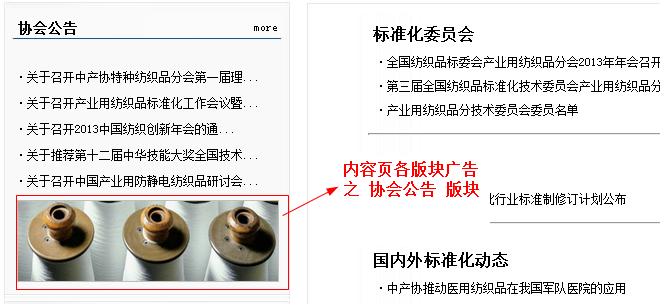 协会公告
more
·关于召开中产协特种纺织品分会第一届理...
·关于召开产业用纺织品标准化工作会议暨...
·关于召开2013中国纺织创新年会的通...
·关于推荐第十二届中华技能大奖全国技术...
·关于召开中国产业用防静电纺织品研讨会...
标准化委员会
·全国纺织品标委会产业用纺织品分会2013年年会召开
·第三届全国纺织品标准化技术委员会产业用纺织品分
·产业用纺织品分技术委员会委员名单
内容页各版块广告
之 协会公告 版块
行业标准制修订计划公布
国内外标准化动态
·中产协推动医用纺织品在我国军队医院的应用